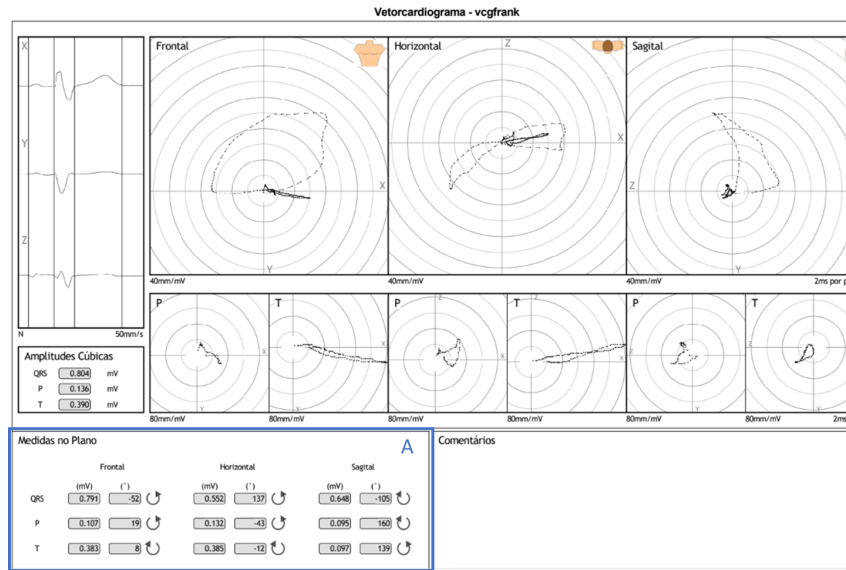 Vetorcardiograma - vcgfrank
Frontal
Horizontal
Sagital
X
Y
Z
N
50mm/s
X
Y
Z
X
Z
Y
40mm/mV
40mm/mV
2ms por p
P
T
P
T
P
T
Y
X
Z
Z
X
Y
Z
80mm/mV
80mm/mV
80mm/mV
80mm/mV
80mm/mV
2ms
Amplitudes Cúbicas
QRS 0.804 mV
P 0.136 mV
T 0.390 mV
Medidas no Plano
A
Comentários
Frontal Horizontal Sagital
(mV) (°) (mV) (°) (mV) (°)
QRS 0.791 -52 0.552 137 0.648 -105
P 0.107 19 0.132 -43 0.095 160
T 0.383 8 0.385 -12 0.097 139